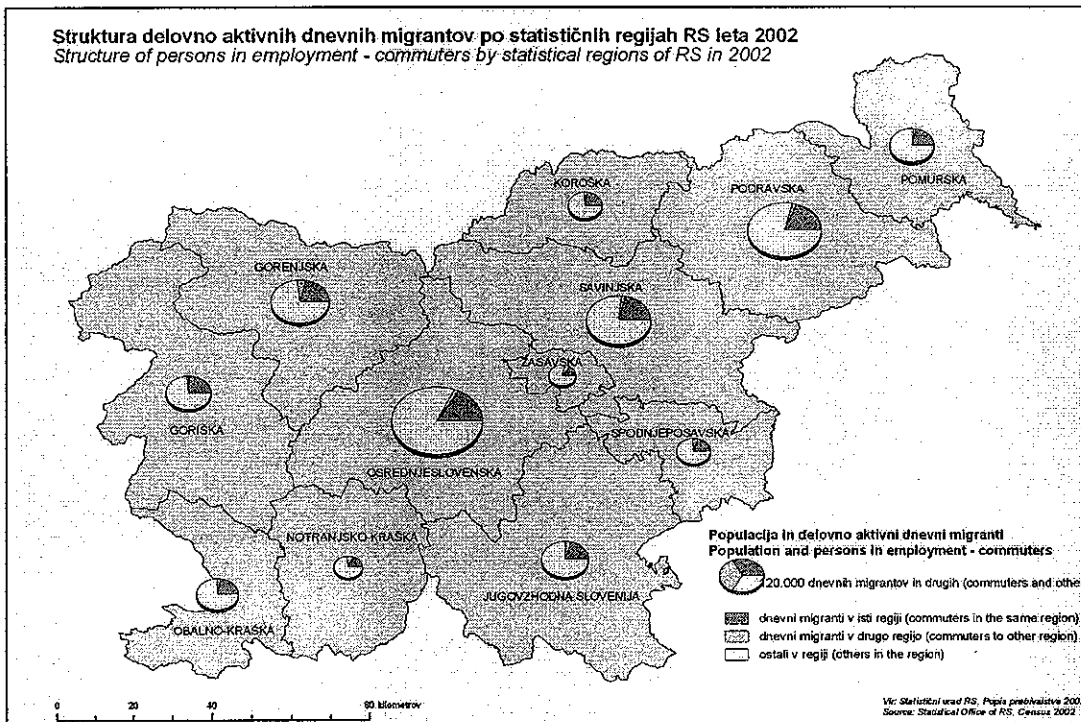 Struktura delovno aktivnih dnevnih migrantov po statističnih regijah RS leta 2002
Structure of persons in employment - commuters by statistical regions of RS in 2002
POMURSKA
KOROŠKA
PODRAVSKA
GORENJSKA
SAVINJSKA
ZASAVSKA
GORIŠKA
SPODNJEPOSAVSKA
OSREDNJESLOVENSKA
NOTRANJSKO-KRAŠKA
JUGOVZHODNA SLOVENIJA
OBALNO-KRAŠKA
Populacija in delovno aktivni dnevni migranti
Population and persons in employment - commuters
120.000 dnevnih migrantov in drugih (commuters and othe
dnevni migranti v isti regiji (commuters in the same region)
dnevni migranti v drugo regijo (commuters to other region)
ostali v regiji (others in the region)
0 20 40 80 kilometrov
Vir: Statistični urad RS, Popis prebivalstva 200
Source: Statistical Office of RS, Census 2002